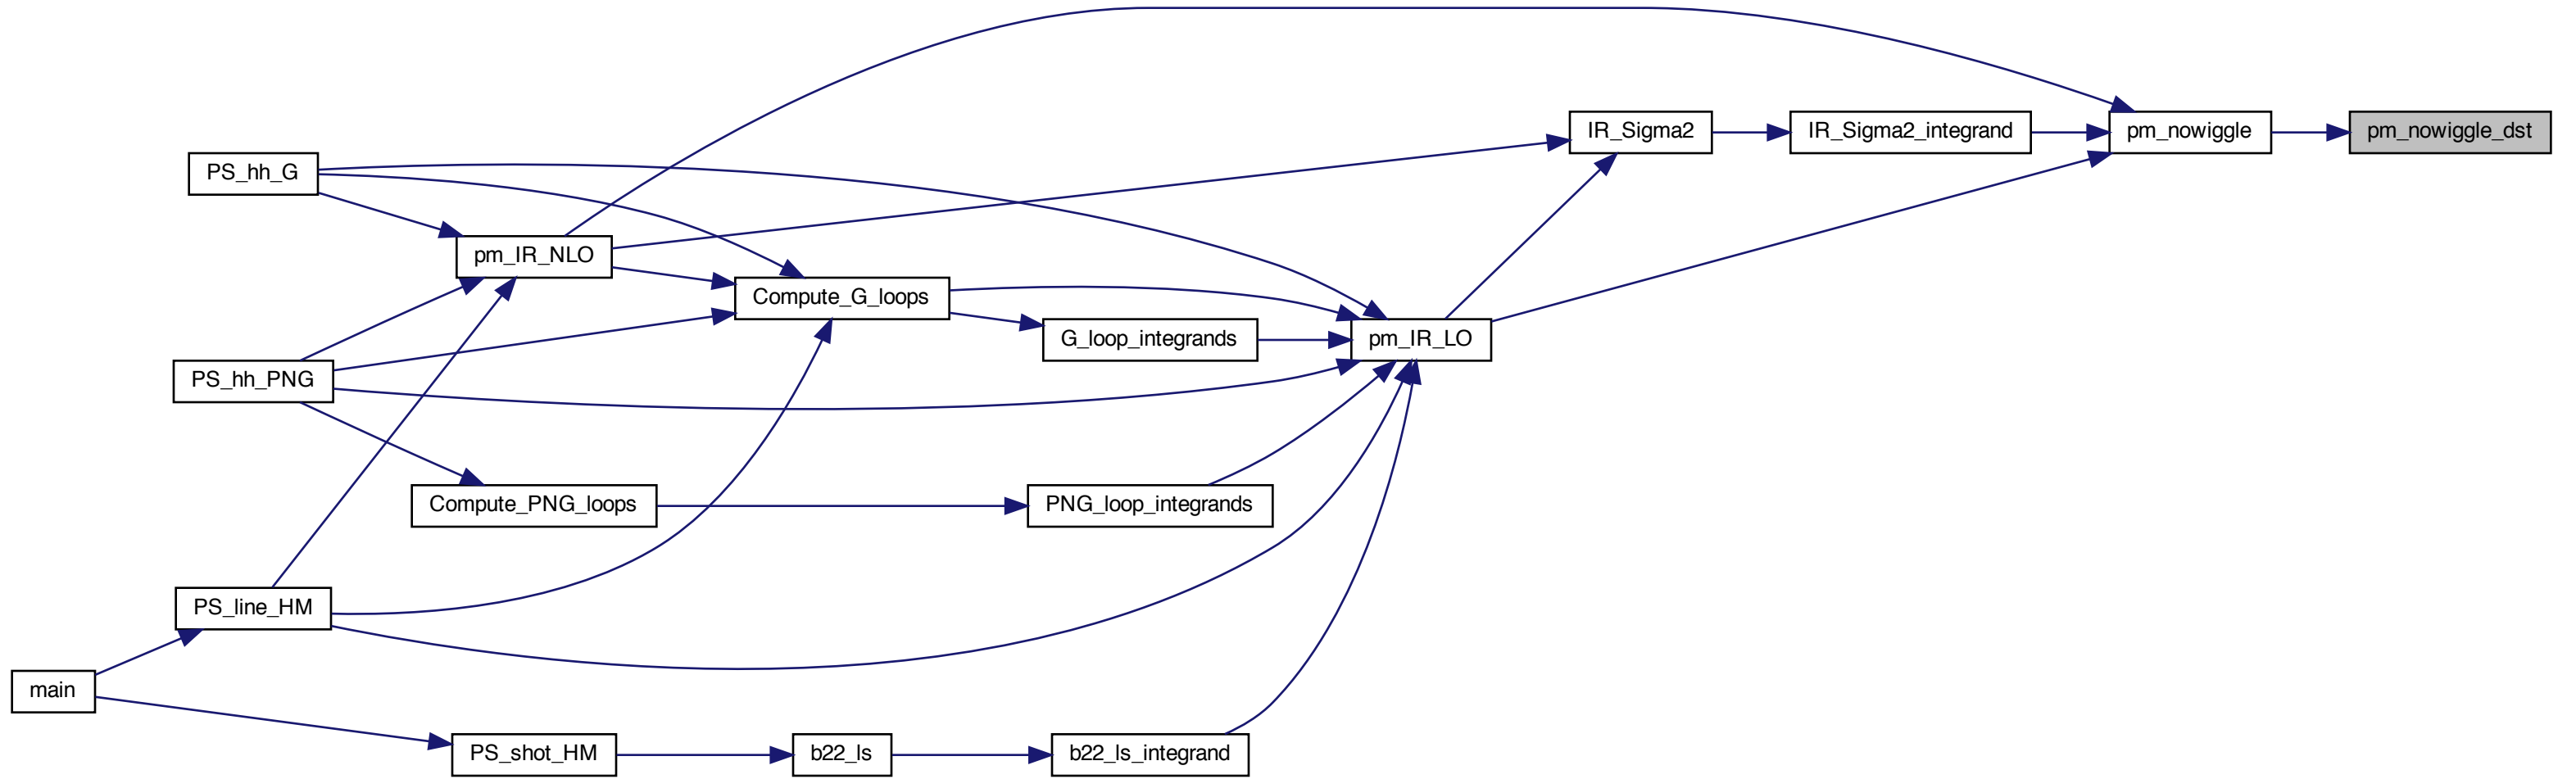 IR_Sigma2
IR_Sigma2_integrand
pm_nowiggle
pm_nowiggle_dst
PS_hh_G
pm_IR_NLO
Compute_G_loops
G_loop_integrands
pm_IR_LO
PS_hh_PNG
Compute_PNG_loops
PNG_loop_integrands
PS_line_HM
main
PS_shot_HM
b22_ls
b22_ls_integrand